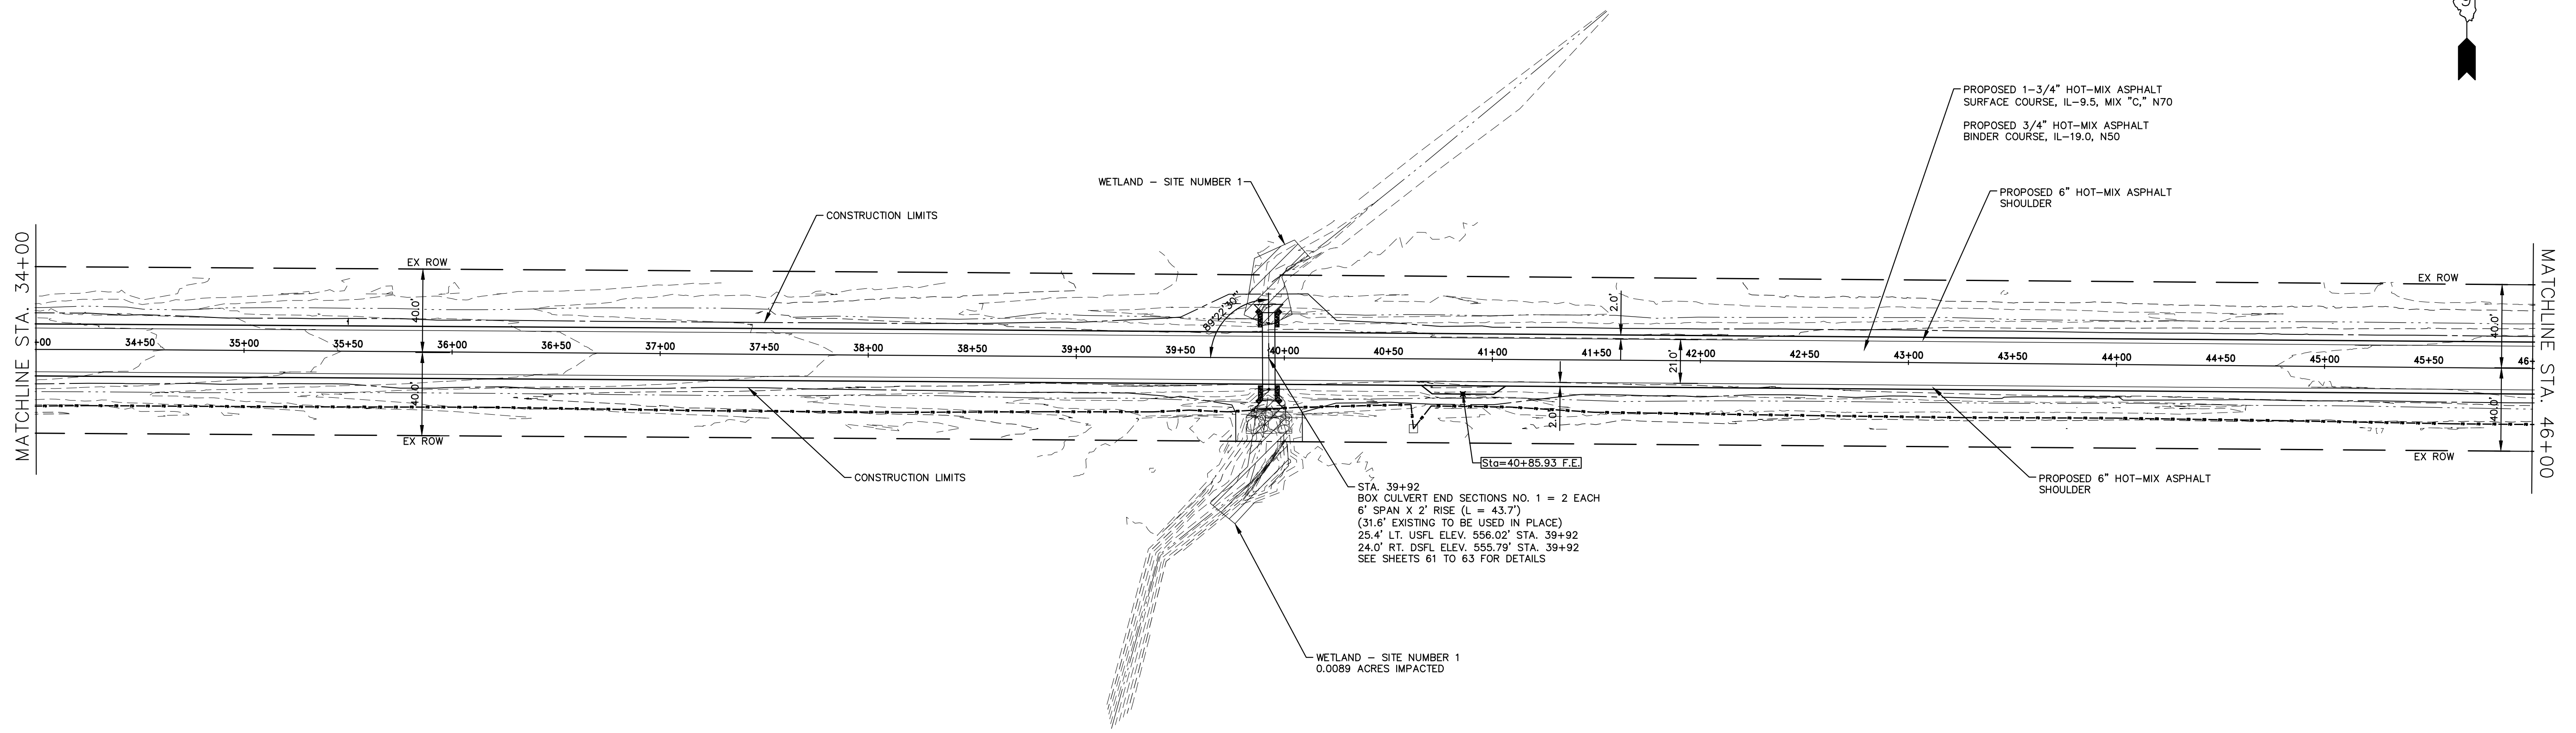 PROPOSED 1-3/4" HOT-MIX ASPHALT
SURFACE COURSE, IL-9.5, MIX "C," N70
PROPOSED 3/4" HOT-MIX ASPHALT
BINDER COURSE, IL-19.0, N50
WETLAND - SITE NUMBER 1
PROPOSED 6" HOT-MIX ASPHALT
SHOULDER
CONSTRUCTION LIMITS
MATCHLINE STA. 34+00
MATCHLINE STA. 46+00
EX ROW
EX ROW
40.0'
40.0'
89°22'30"
2.0'
+00
34+50
35+00
35+50
36+00
36+50
37+00
37+50
38+00
38+50
39+00
39+50
40+00
40+50
41+00
41+50
42+00
42+50
43+00
43+50
44+00
44+50
45+00
45+50
46+
21.0'
40.0'
40.0'
2.0'
EX ROW
EX ROW
Sta=40+85.93 F.E.
CONSTRUCTION LIMITS
PROPOSED 6" HOT-MIX ASPHALT
SHOULDER
STA. 39+92
BOX CULVERT END SECTIONS NO. 1 = 2 EACH
6' SPAN X 2' RISE (L = 43.7')
(31.6' EXISTING TO BE USED IN PLACE)
25.4' LT. USFL ELEV. 556.02' STA. 39+92
24.0' RT. DSFL ELEV. 555.79' STA. 39+92
SEE SHEETS 61 TO 63 FOR DETAILS
WETLAND - SITE NUMBER 1
0.0089 ACRES IMPACTED